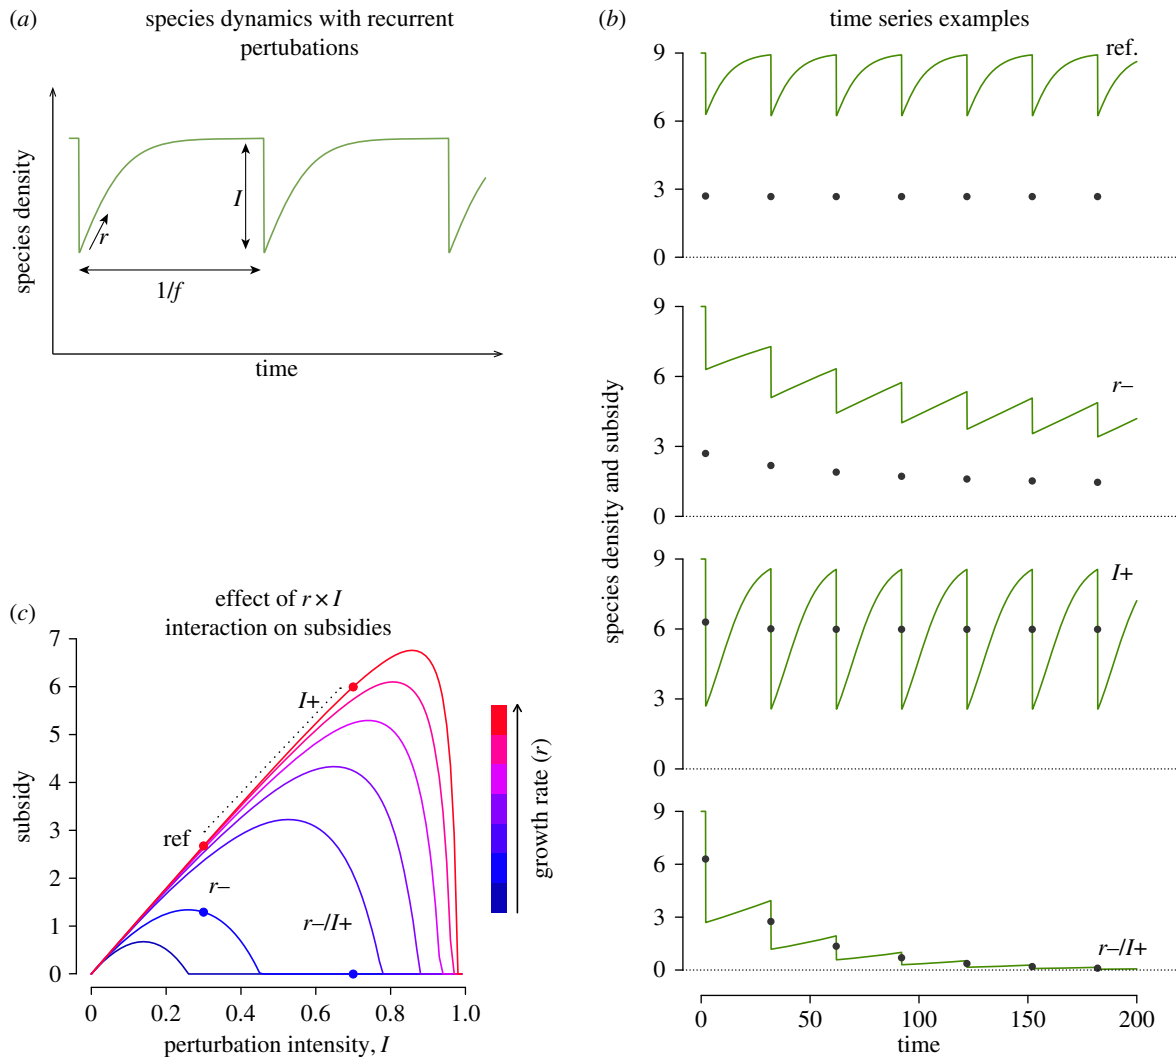 (a)
species dynamics with recurrent
pertubations
species density
r
I
1/f
time
(b)
time series examples
species density and subsidy
9
6
3
0
ref.
9
6
3
0
r–
9
6
3
0
I+
9
6
3
0
r–/I+
0
50
100
150
200
time
(c)
effect of r × I
interaction on subsidies
7
6
5
4
3
2
1
0
subsidy
I+
ref
r–
r–/I+
growth rate (r)
0
0.2
0.4
0.6
0.8
1.0
perturbation intensity, I